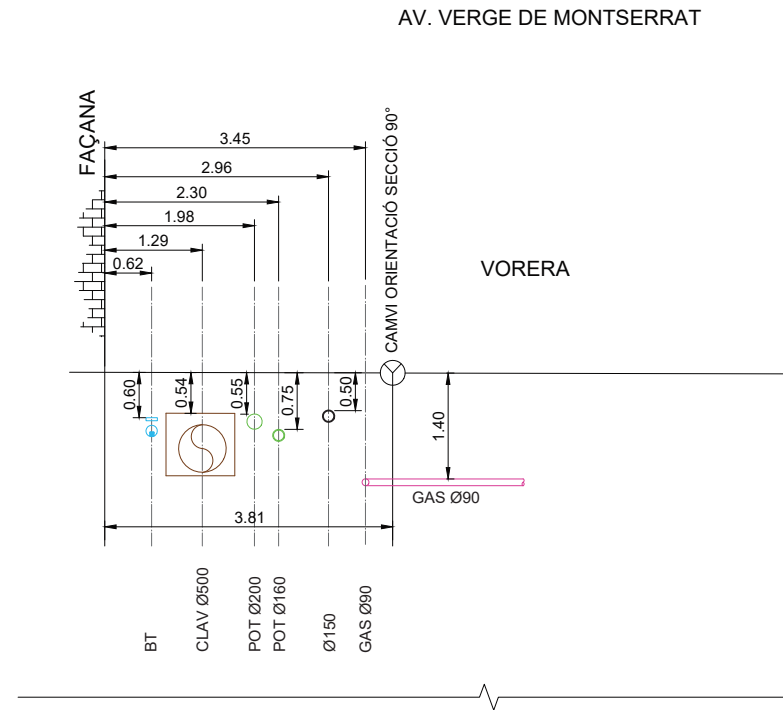 AV. VERGE DE MONTSERRAT
FAÇANA
3.45
2.96
2.30
1.98
1.29
0.62
CAMVI ORIENTACIÓ SECCIÓ 90°
VORERA
0.60
0.54
0.55
0.75
0.50
1.40
GAS Ø90
3.81
BT
CLAV Ø500
POT Ø200
POT Ø160
Ø150
GAS Ø90